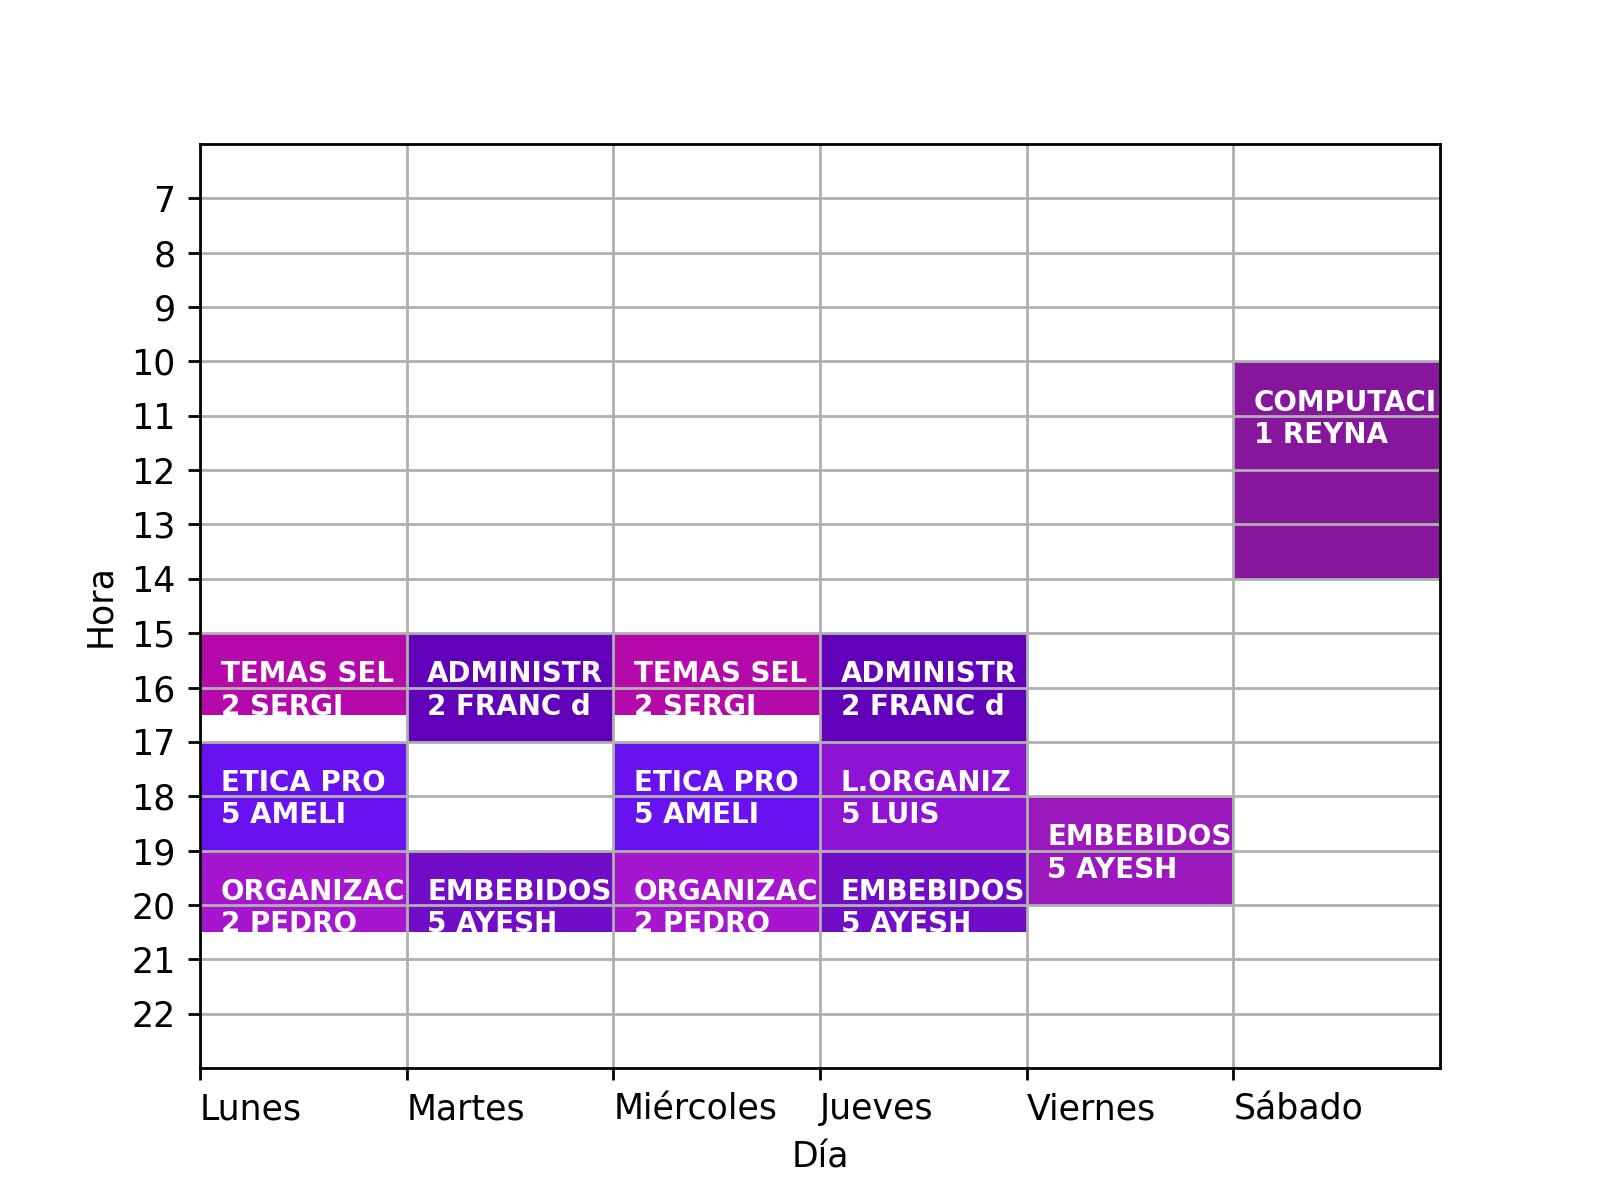 7
8
9
10
COMPUTACI
11
1 REYNA
12
13
14
Hora
15
TEMAS SEL
2 SERGI
ADMINISTR
2 FRANC d
TEMAS SEL
2 SERGI
ADMINISTR
2 FRANC d
16
17
ETICA PRO
5 AMELI
ETICA PRO
5 AMELI
L.ORGANIZ
5 LUIS
18
EMBEBIDOS
5 AYESH
19
ORGANIZAC
2 PEDRO
EMBEBIDOS
5 AYESH
ORGANIZAC
2 PEDRO
EMBEBIDOS
5 AYESH
20
21
22
Lunes
Martes
Miércoles
Jueves
Viernes
Sábado
Día